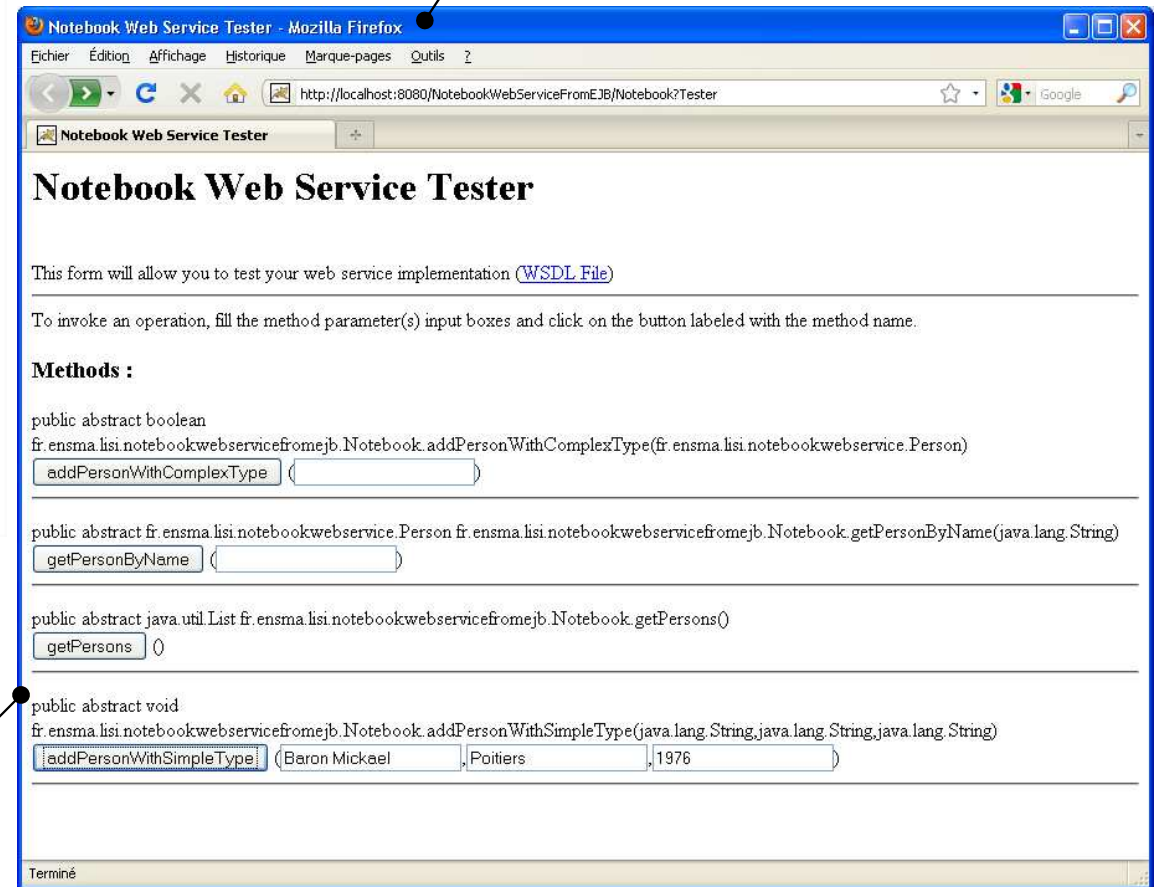 Notebook Web Service Tester - Mozilla Firefox
Fichier Édition Affichage Historique Marque-pages Outils ?
http://localhost:8080/NotebookWebServiceFromEJB/Notebook?Tester Google
Notebook Web Service Tester
Notebook Web Service Tester
This form will allow you to test your web service implementation (WSDL File)
To invoke an operation, fill the method parameter(s) input boxes and click on the button labeled with the method name.
Methods :
public abstract boolean
fr.ensma.lisi.notebookwebservicefromejb.Notebook.addPersonWithComplexType(fr.ensma.lisi.notebookwebservice.Person)
addPersonWithComplexType ( )
public abstract fr.ensma.lisi.notebookwebservice.Person fr.ensma.lisi.notebookwebservicefromejb.Notebook.getPersonByName(java.lang.String)
getPersonByName ( )
public abstract java.util.List fr.ensma.lisi.notebookwebservicefromejb.Notebook.getPersons()
getPersons ()
public abstract void
fr.ensma.lisi.notebookwebservicefromejb.Notebook.addPersonWithSimpleType(java.lang.String,java.lang.String,java.lang.String)
addPersonWithSimpleType (Baron Mickael ,Poitiers ,1976 )
Terminé